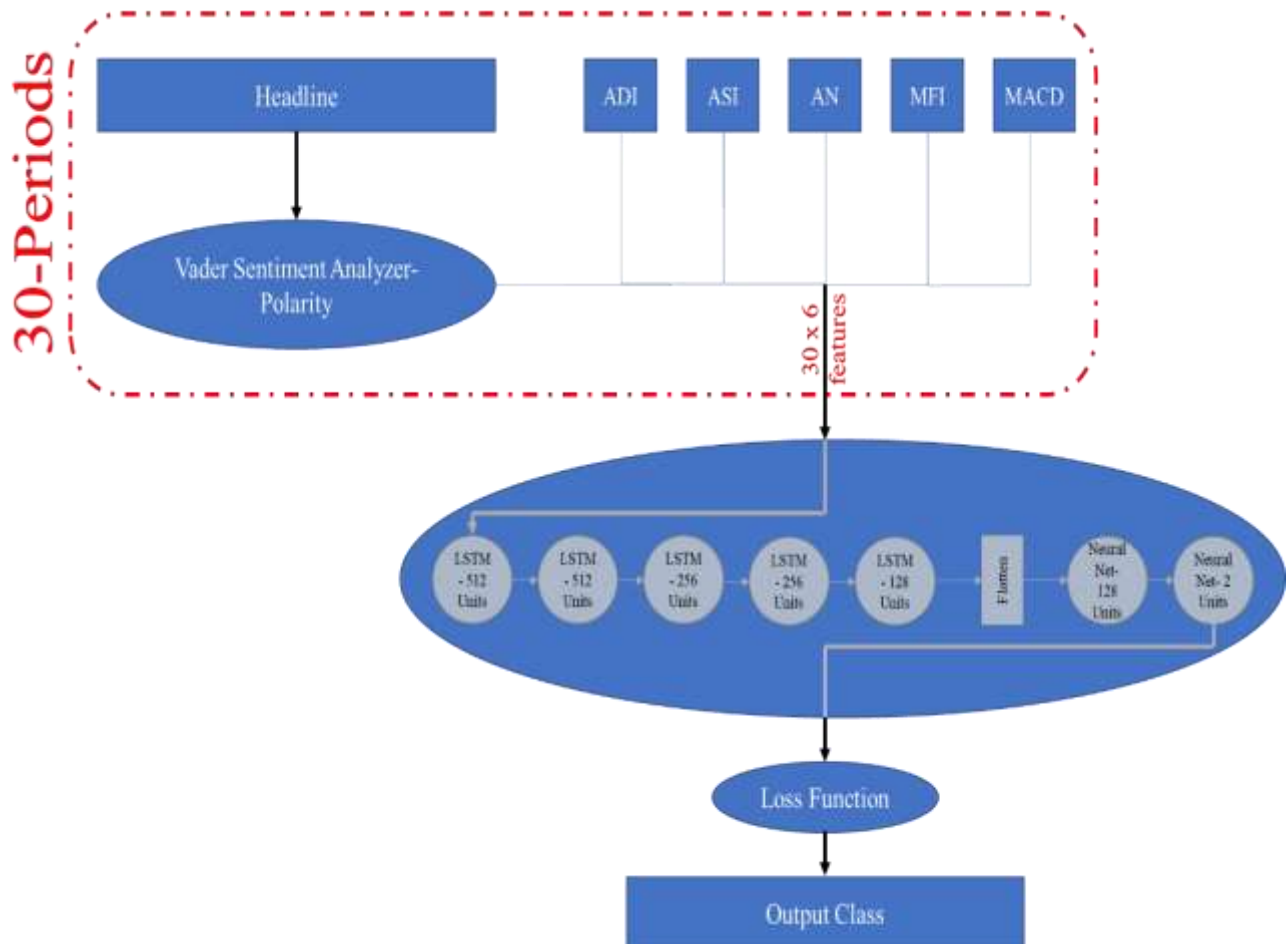 30-Periods
Headline
ADI
ASI
AN
MFI
MACD
Vader Sentiment Analyzer-
Polarity
30 x 6
features
LSTM
- 512
Units
LSTM
- 512
Units
LSTM
- 256
Units
LSTM
- 256
Units
LSTM
- 128
Units
Flatten
Neural
Net-
128
Units
Neural
Net- 2
Units
Loss Function
Output Class